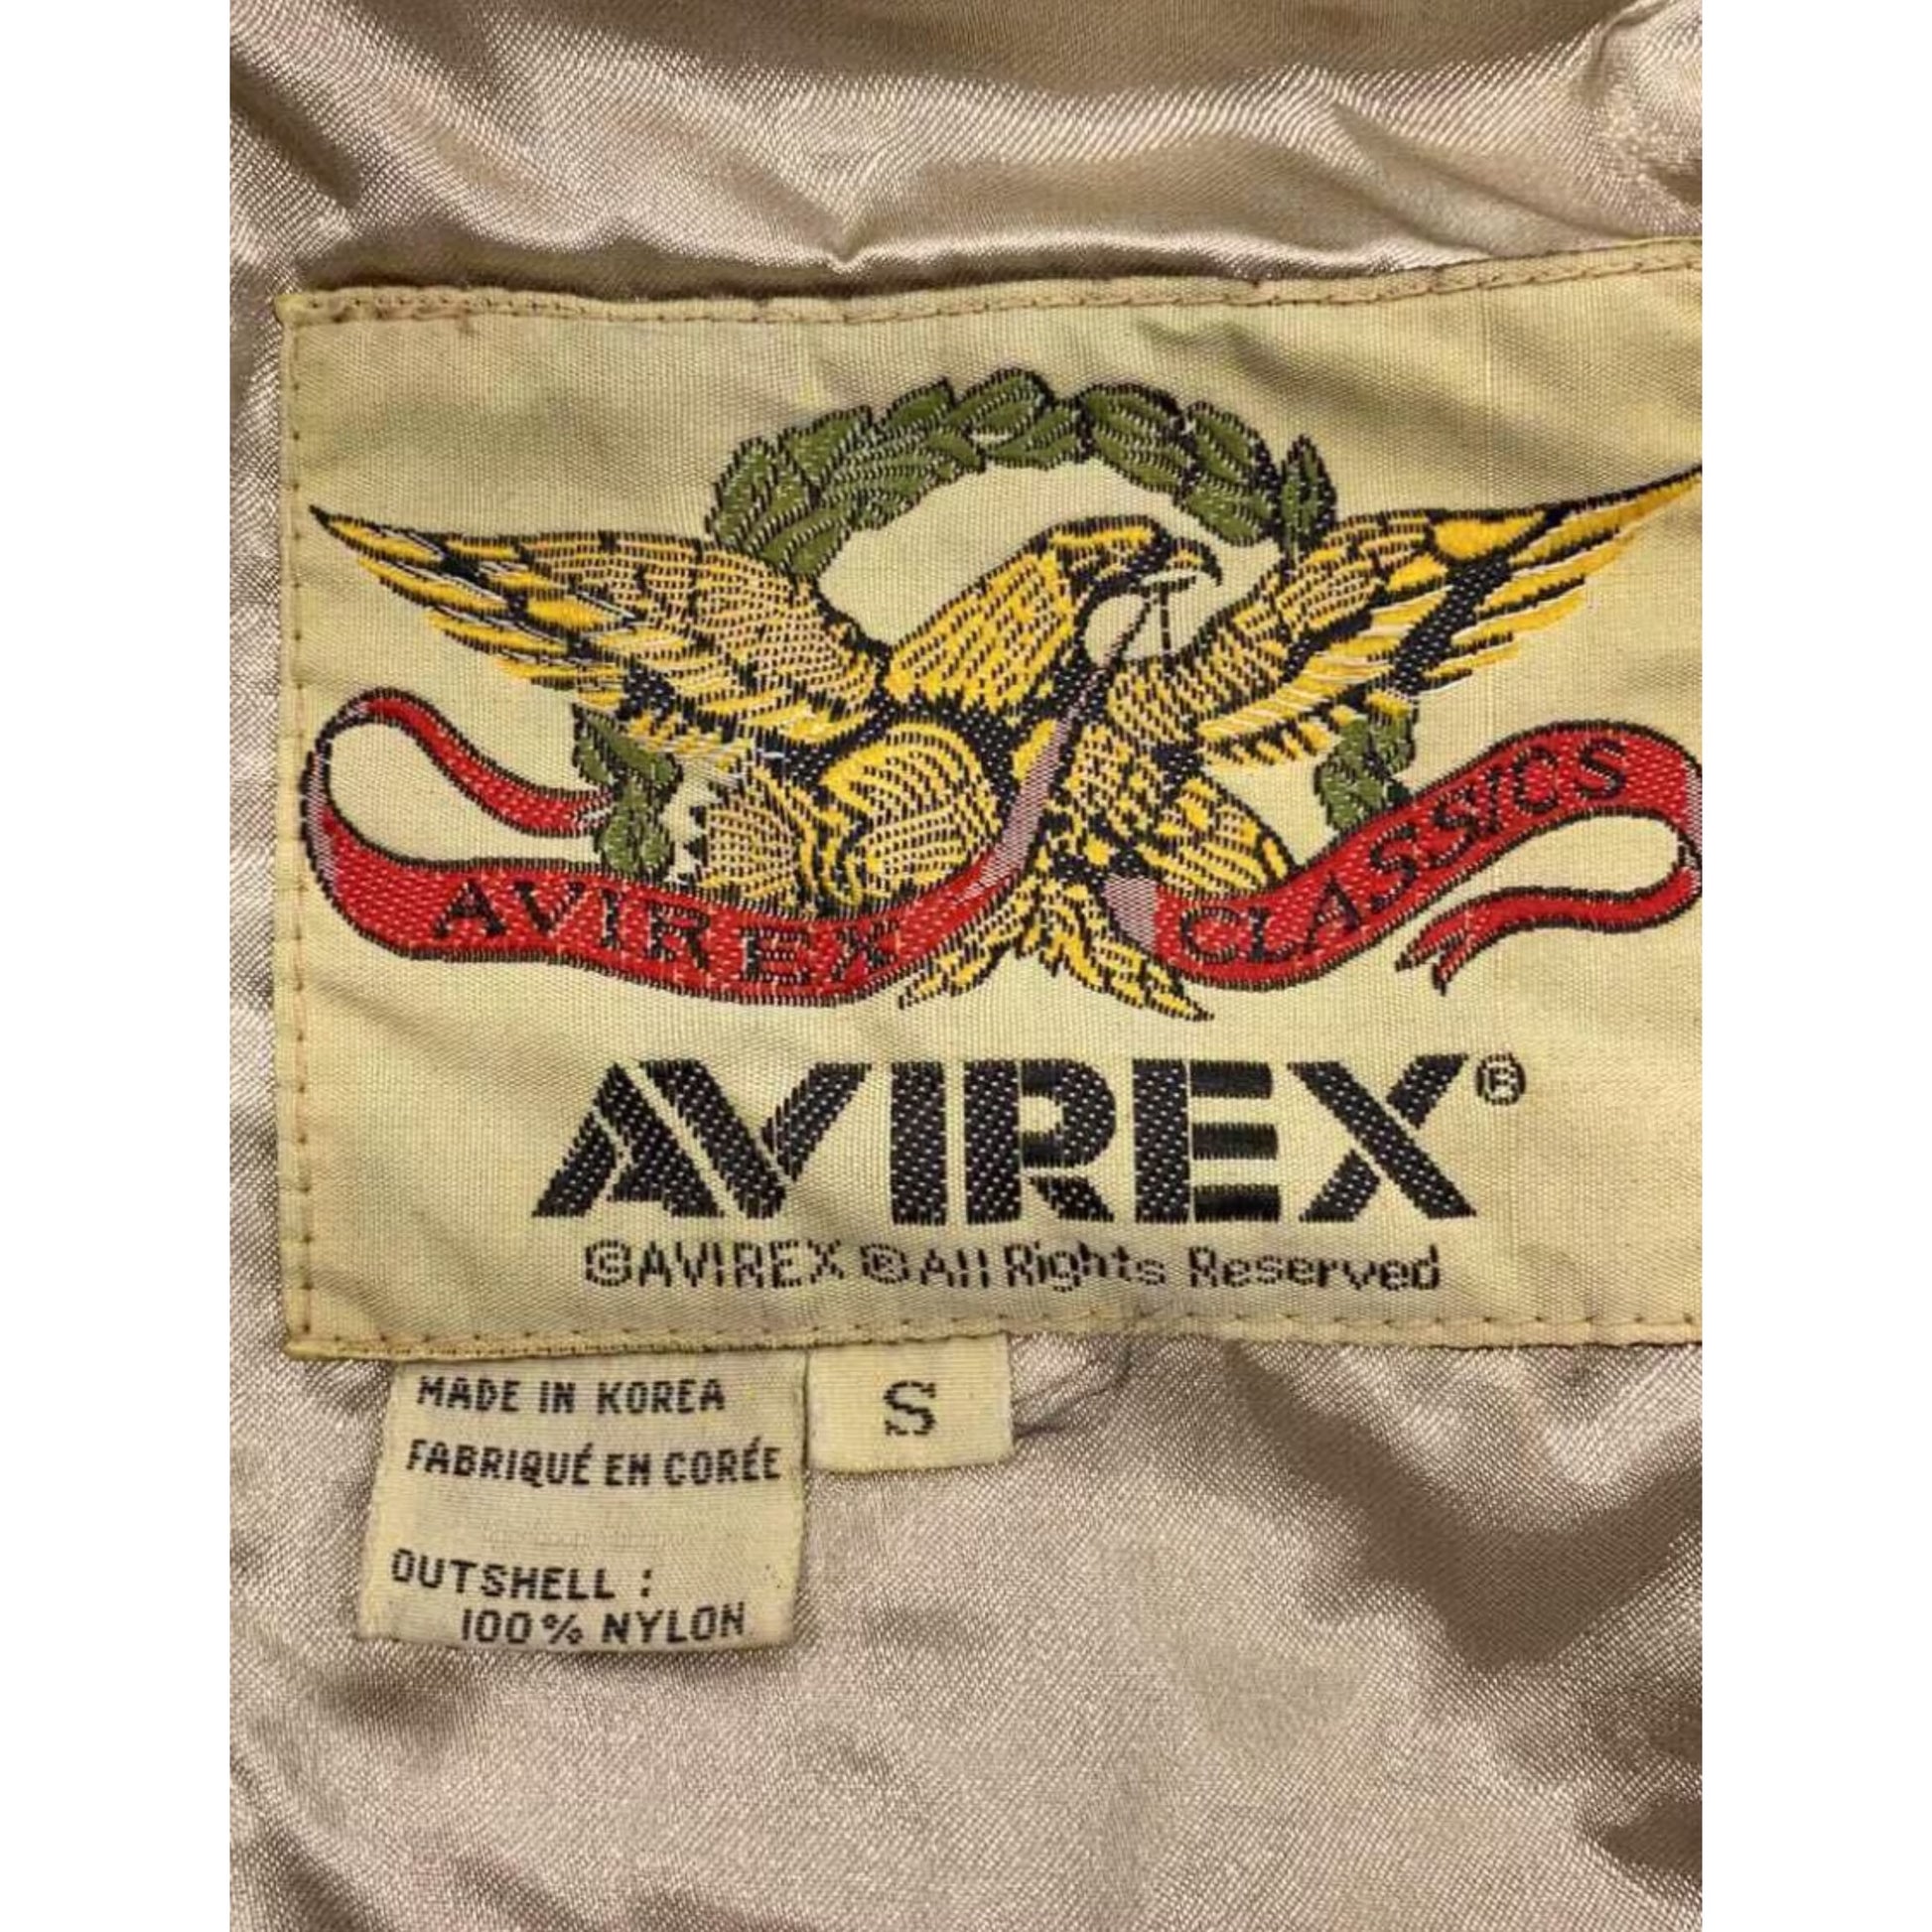 AVIREX CLASSICS
AVIREX®
©AVIREX ® All Rights Reserved
MADE IN KOREA
FABRIQUÉ EN CORÉE
S
OUTSHELL :
100% NYLON